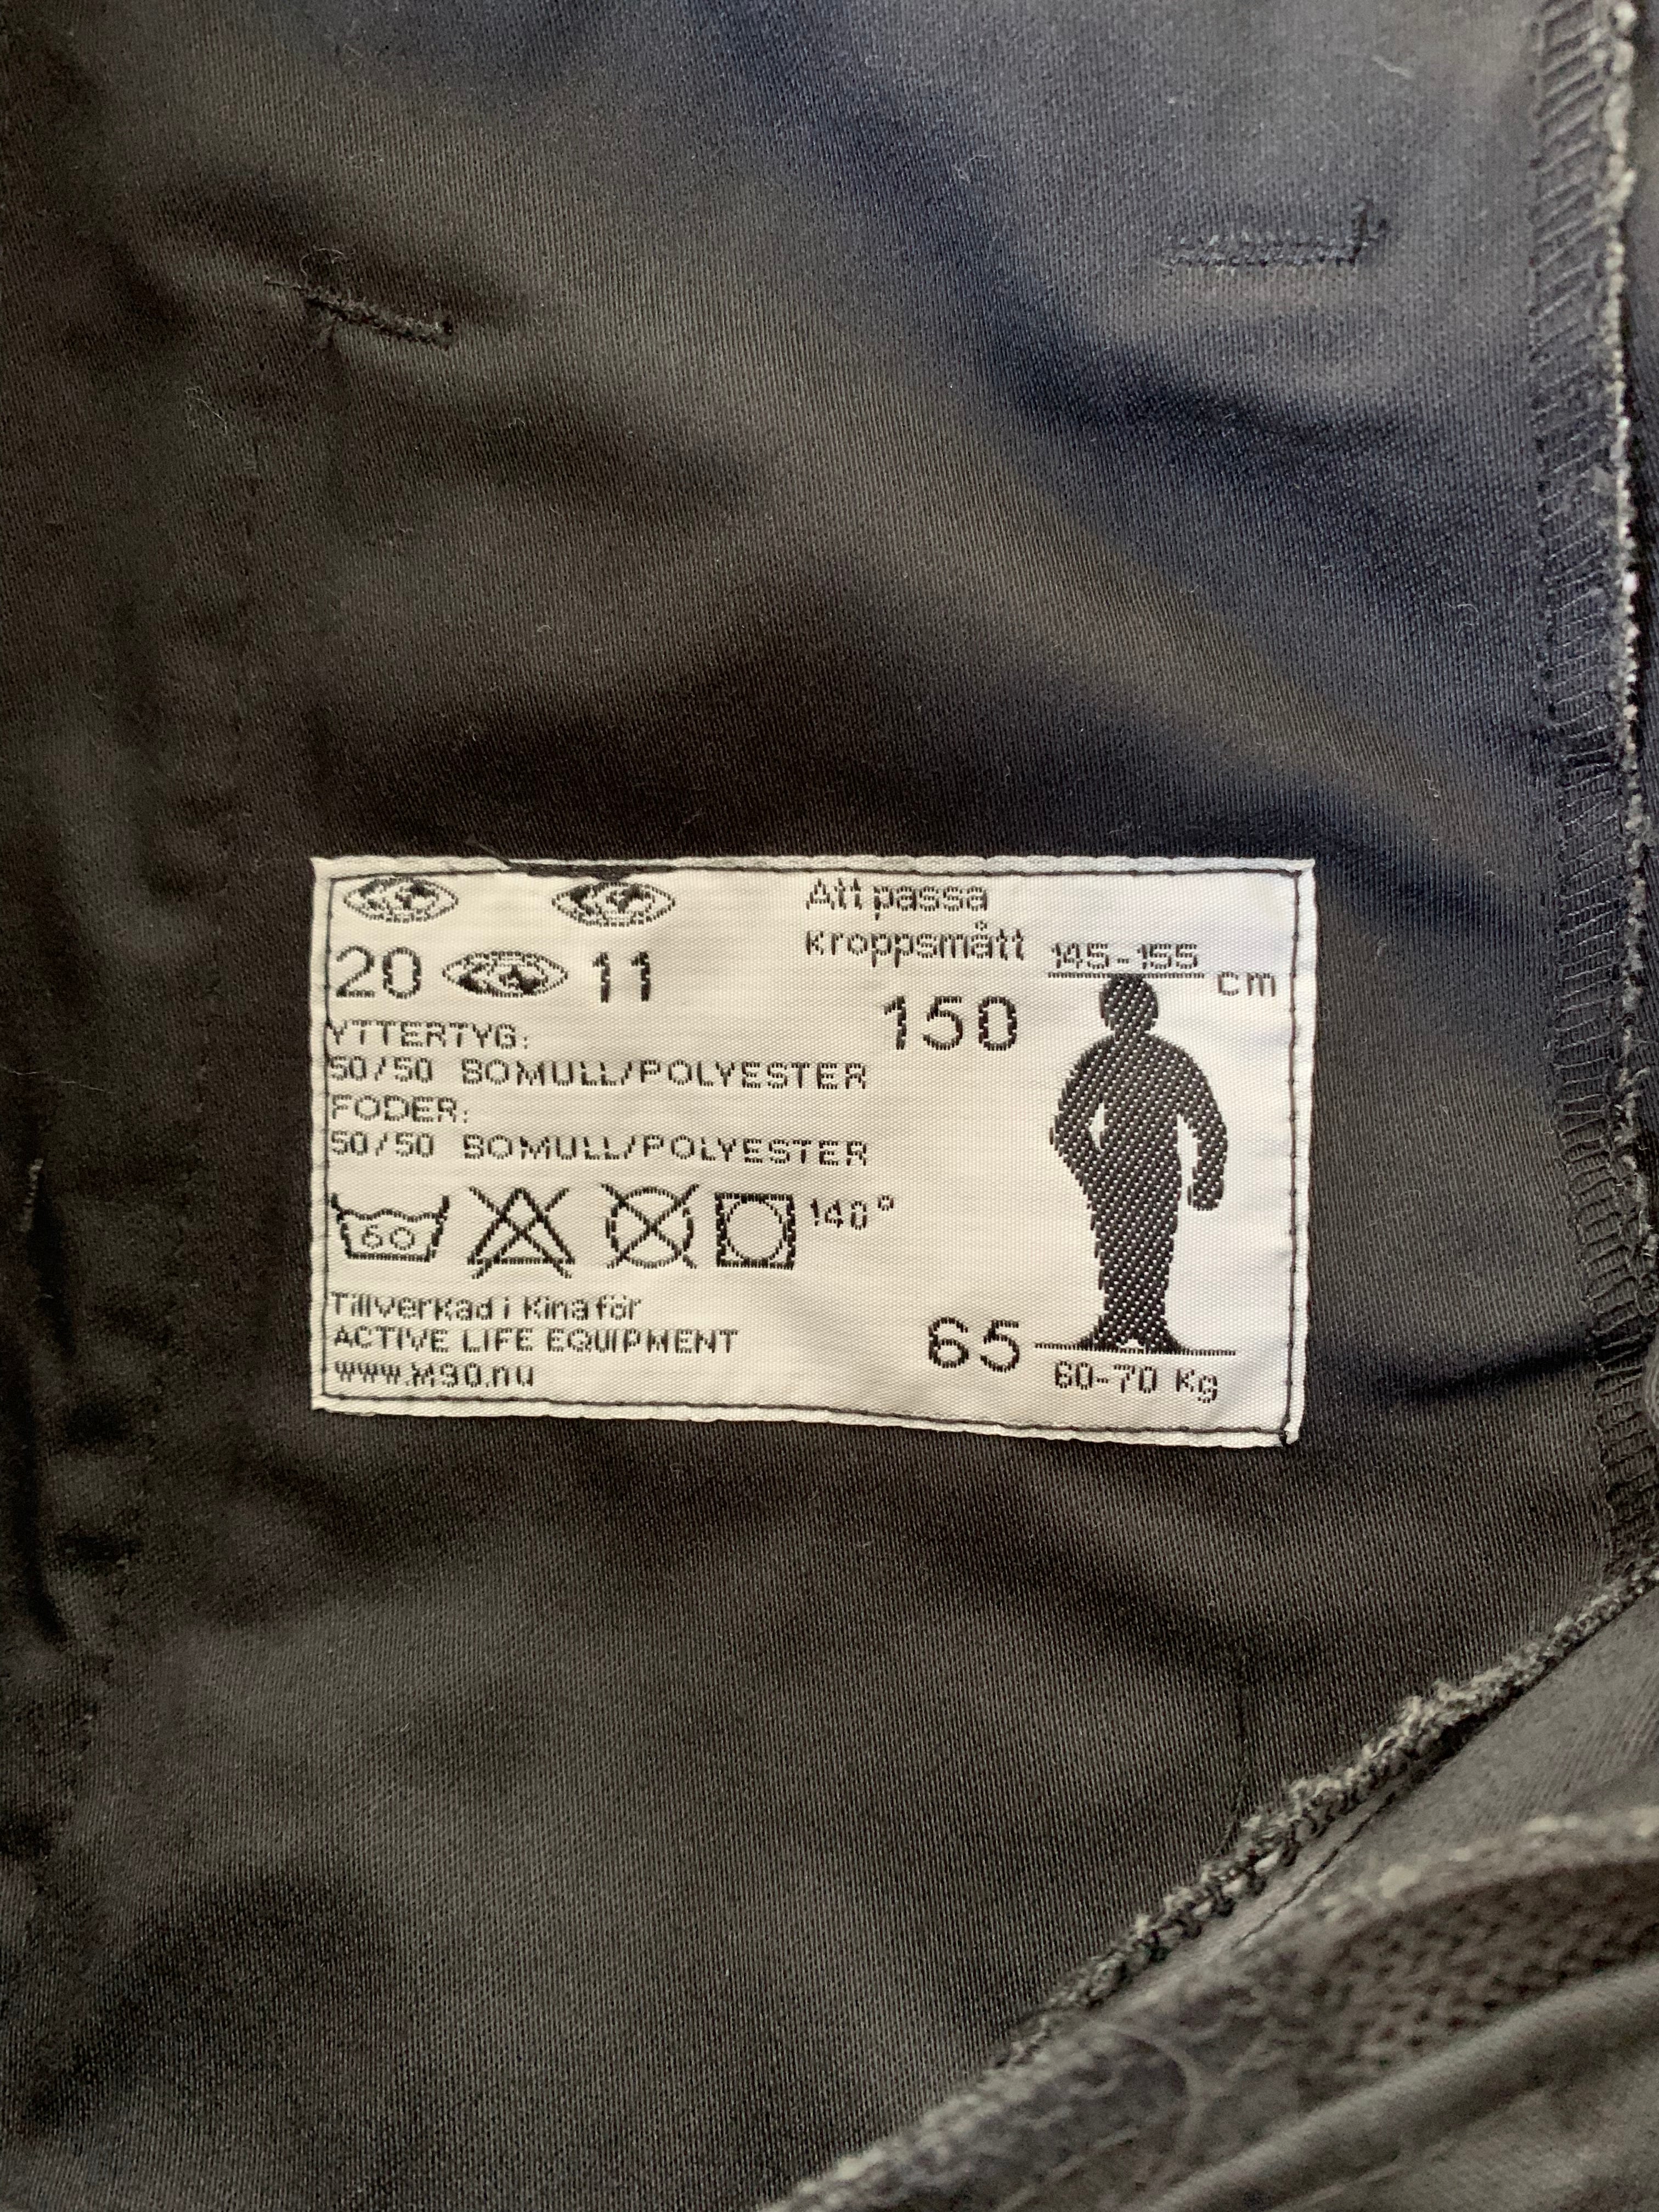 20 11
YTTERTYG:
50/50 BOMULL/POLYESTER
FODER:
50/50 BOMULL/POLYESTER
60
140°
Tillverkad i Kina för
ACTIVE LIFE EQUIPMENT
www.M90.nu
Att passa
kroppsmått
145-155 cm
150
65
60-70 Kg